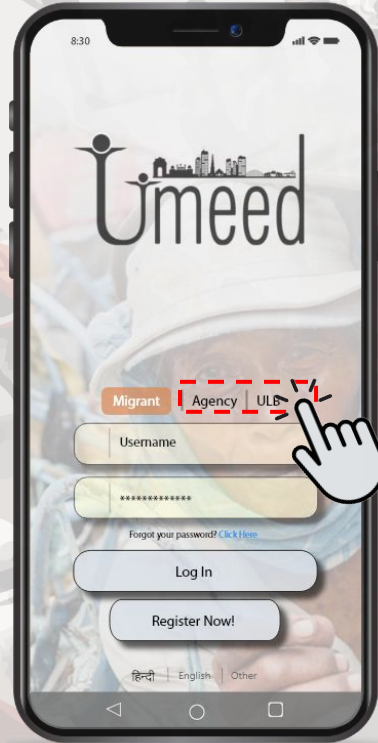 8:30
Umeed
Migrant Agency ULB
Username
*************
Forgot your password? Click Here
Log In
Register Now!
हिन्दी English Other